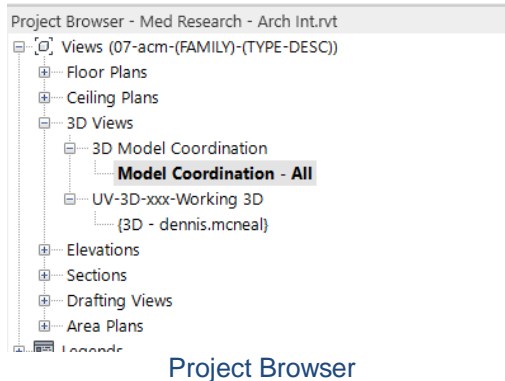 Project Browser - Med Research - Arch Int.rvt
Views (07-acm-(FAMILY)-(TYPE-DESC))
Floor Plans
Ceiling Plans
3D Views
3D Model Coordination
Model Coordination - All
UV-3D-xxx-Working 3D
{3D - dennis.mcneal}
Elevations
Sections
Drafting Views
Area Plans
Legends
Project Browser